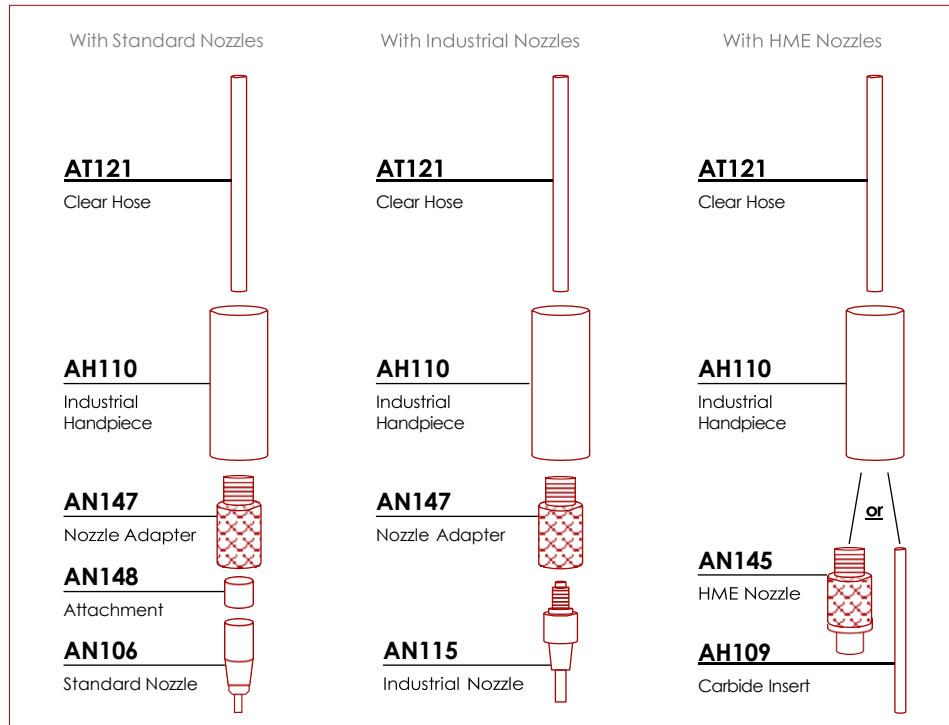 With Standard Nozzles
AT121
Clear Hose
AH110
Industrial
Handpiece
AN147
Nozzle Adapter
AN148
Attachment
AN106
Standard Nozzle
With Industrial Nozzles
AT121
Clear Hose
AH110
Industrial
Handpiece
AN147
Nozzle Adapter
AN115
Industrial Nozzle
With HME Nozzles
AT121
Clear Hose
AH110
Industrial
Handpiece
or
AN145
HME Nozzle
AH109
Carbide Insert